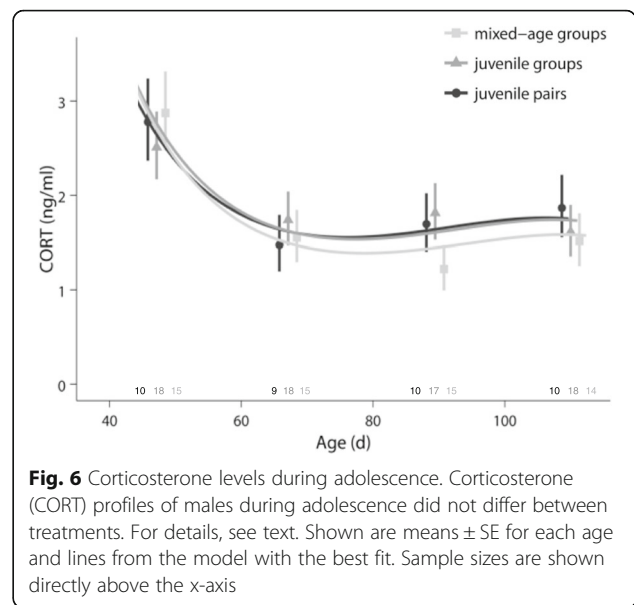 mixed−age groups
juvenile groups
juvenile pairs
3
2
1
0
CORT (ng/ml)
10 18 15 9 18 15 10 17 15 10 18 14
40 60 80 100
Age (d)
Fig. 6 Corticosterone levels during adolescence. Corticosterone
(CORT) profiles of males during adolescence did not differ between
treatments. For details, see text. Shown are means ± SE for each age
and lines from the model with the best fit. Sample sizes are shown
directly above the x-axis